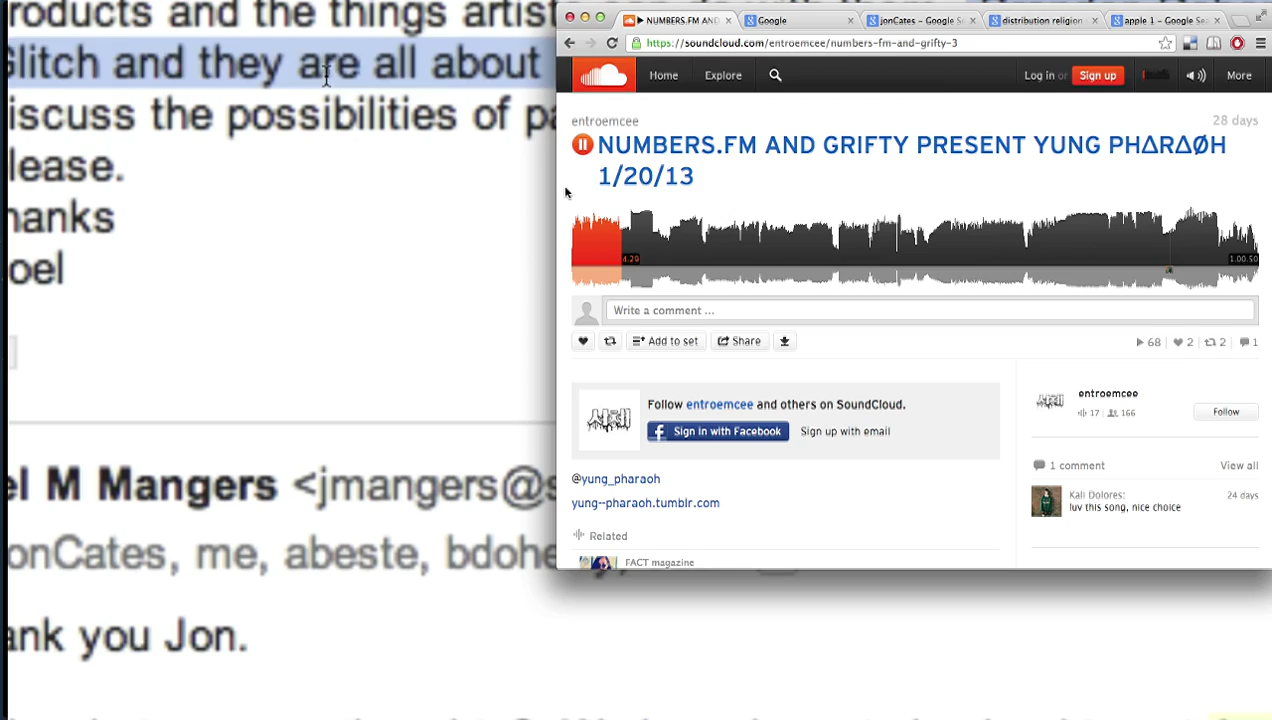 roducts and the things artist
Glitch and they are all about
iscuss the possibilities of pa
lease.
hanks
oel
el M Mangers <jmangers@s
onCates, me, abeste, bdohe
ank you Jon.
NUMBERS.FM AND
Google
jonCates - Google Se
distribution religion
apple 1 - Google Sea
https://soundcloud.com/entroemcee/numbers-fm-and-grifty-3
Home
Explore
Log in or
Sign up
More
entroemcee
28 days
NUMBERS.FM AND GRIFTY PRESENT YUNG PHΔRΔØH
1/20/13
4.29
1.00.50
Write a comment ...
Add to set
Share
68
2
2
1
Follow entroemcee and others on SoundCloud.
Sign in with Facebook
Sign up with email
@yung_pharaoh
yung--pharaoh.tumblr.com
Related
FACT magazine
entroemcee
17
166
Follow
1 comment
View all
Kali Dolores:
24 days
luv this song, nice choice